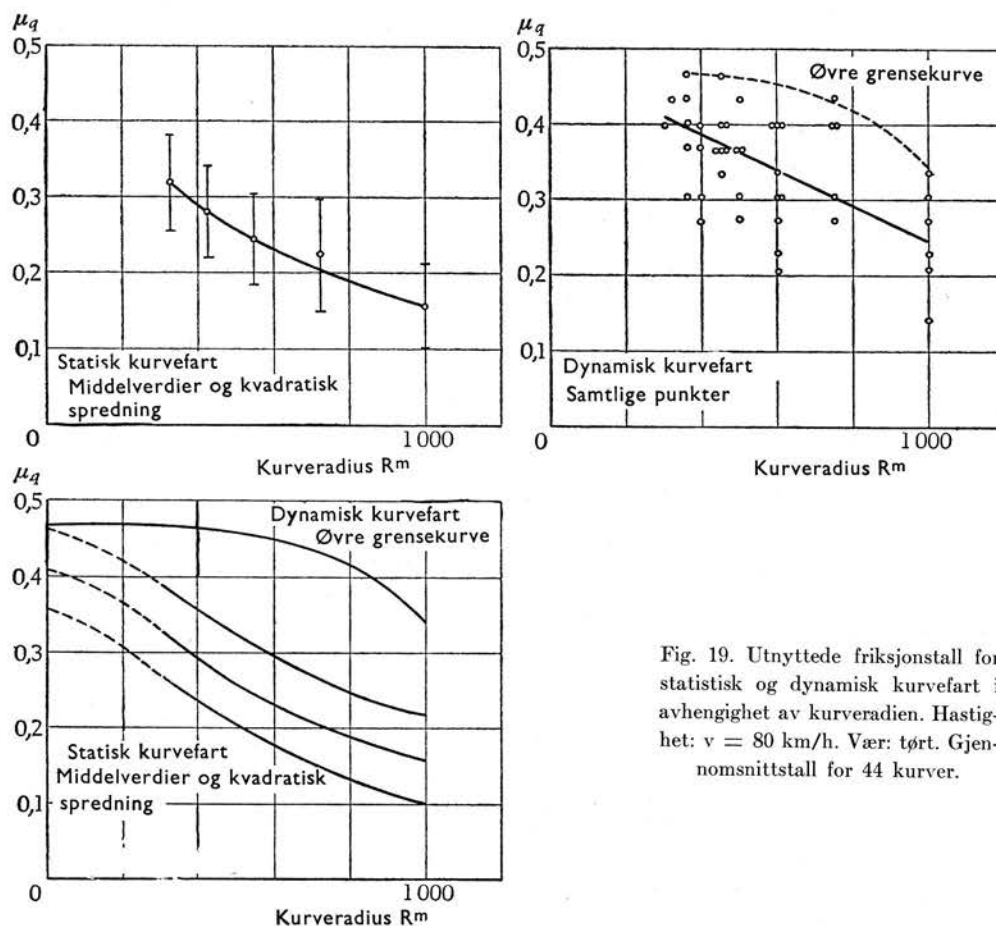 μq
0,5
0,4
0,3
0,2
0,1
0
Statisk kurvefart
Middelverdier og kvadratisk
spredning
1000
Kurveradius Rm
μq
0,5
0,4
0,3
0,2
0,1
0
Øvre grensekurve
Dynamisk kurvefart
Samtlige punkter
1000
Kurveradius Rm
μq
0,5
0,4
0,3
0,2
0,1
0
Dynamisk kurvefart
Øvre grensekurve
Statisk kurvefart
Middelverdier og kvadratisk
spredning
1000
Kurveradius Rm
Fig. 19. Utnyttede friksjonstall for
statistisk og dynamisk kurvefart i
avhengighet av kurveradien. Hastig-
het: v = 80 km/h. Vær: tørt. Gjen-
nomsnittstall for 44 kurver.